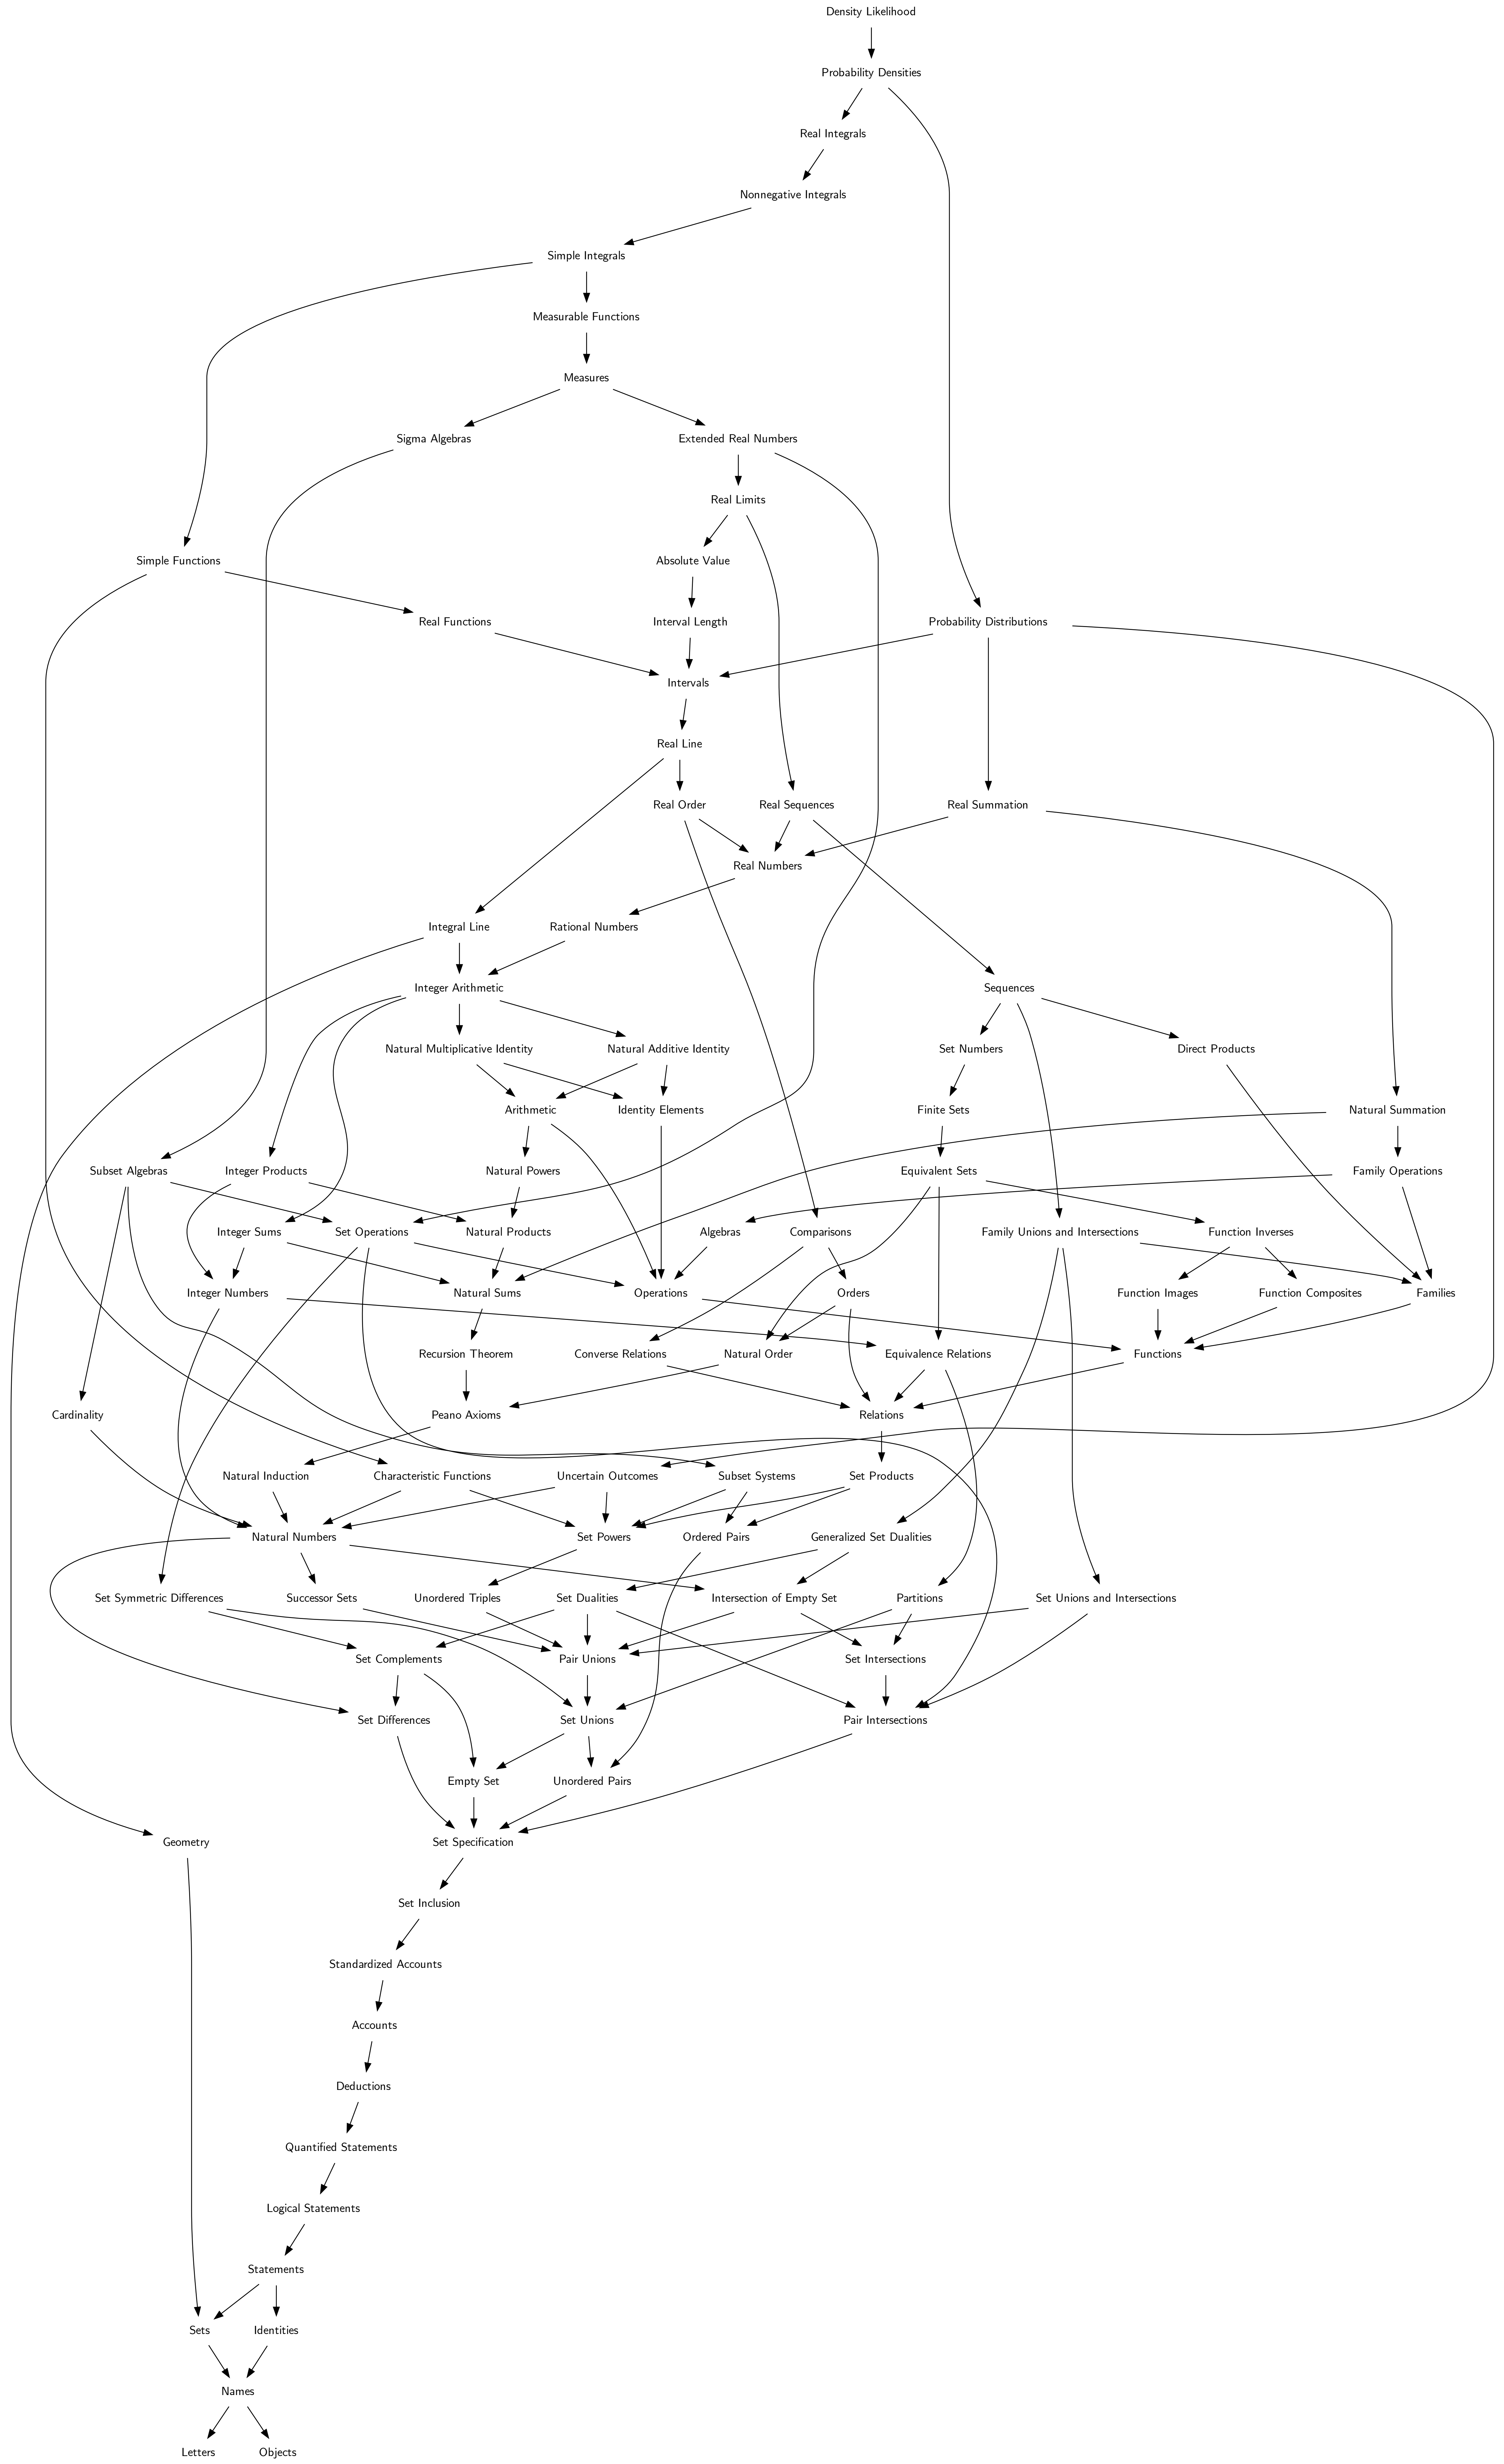 Density Likelihood
Probability Densities
Real Integrals
Nonnegative Integrals
Simple Integrals
Measurable Functions
Measures
Sigma Algebras
Extended Real Numbers
Real Limits
Simple Functions
Absolute Value
Real Functions
Interval Length
Probability Distributions
Intervals
Real Line
Real Order
Real Sequences
Real Summation
Real Numbers
Integral Line
Rational Numbers
Integer Arithmetic
Sequences
Natural Multiplicative Identity
Natural Additive Identity
Set Numbers
Direct Products
Arithmetic
Identity Elements
Finite Sets
Natural Summation
Subset Algebras
Integer Products
Natural Powers
Equivalent Sets
Family Operations
Integer Sums
Set Operations
Natural Products
Algebras
Comparisons
Family Unions and Intersections
Function Inverses
Integer Numbers
Natural Sums
Operations
Orders
Function Images
Function Composites
Families
Recursion Theorem
Converse Relations
Natural Order
Equivalence Relations
Functions
Cardinality
Peano Axioms
Relations
Natural Induction
Characteristic Functions
Uncertain Outcomes
Subset Systems
Set Products
Natural Numbers
Set Powers
Ordered Pairs
Generalized Set Dualities
Set Symmetric Differences
Successor Sets
Unordered Triples
Set Dualities
Intersection of Empty Set
Partitions
Set Unions and Intersections
Set Complements
Pair Unions
Set Intersections
Set Differences
Set Unions
Pair Intersections
Empty Set
Unordered Pairs
Geometry
Set Specification
Set Inclusion
Standardized Accounts
Accounts
Deductions
Quantified Statements
Logical Statements
Statements
Sets
Identities
Names
Letters
Objects